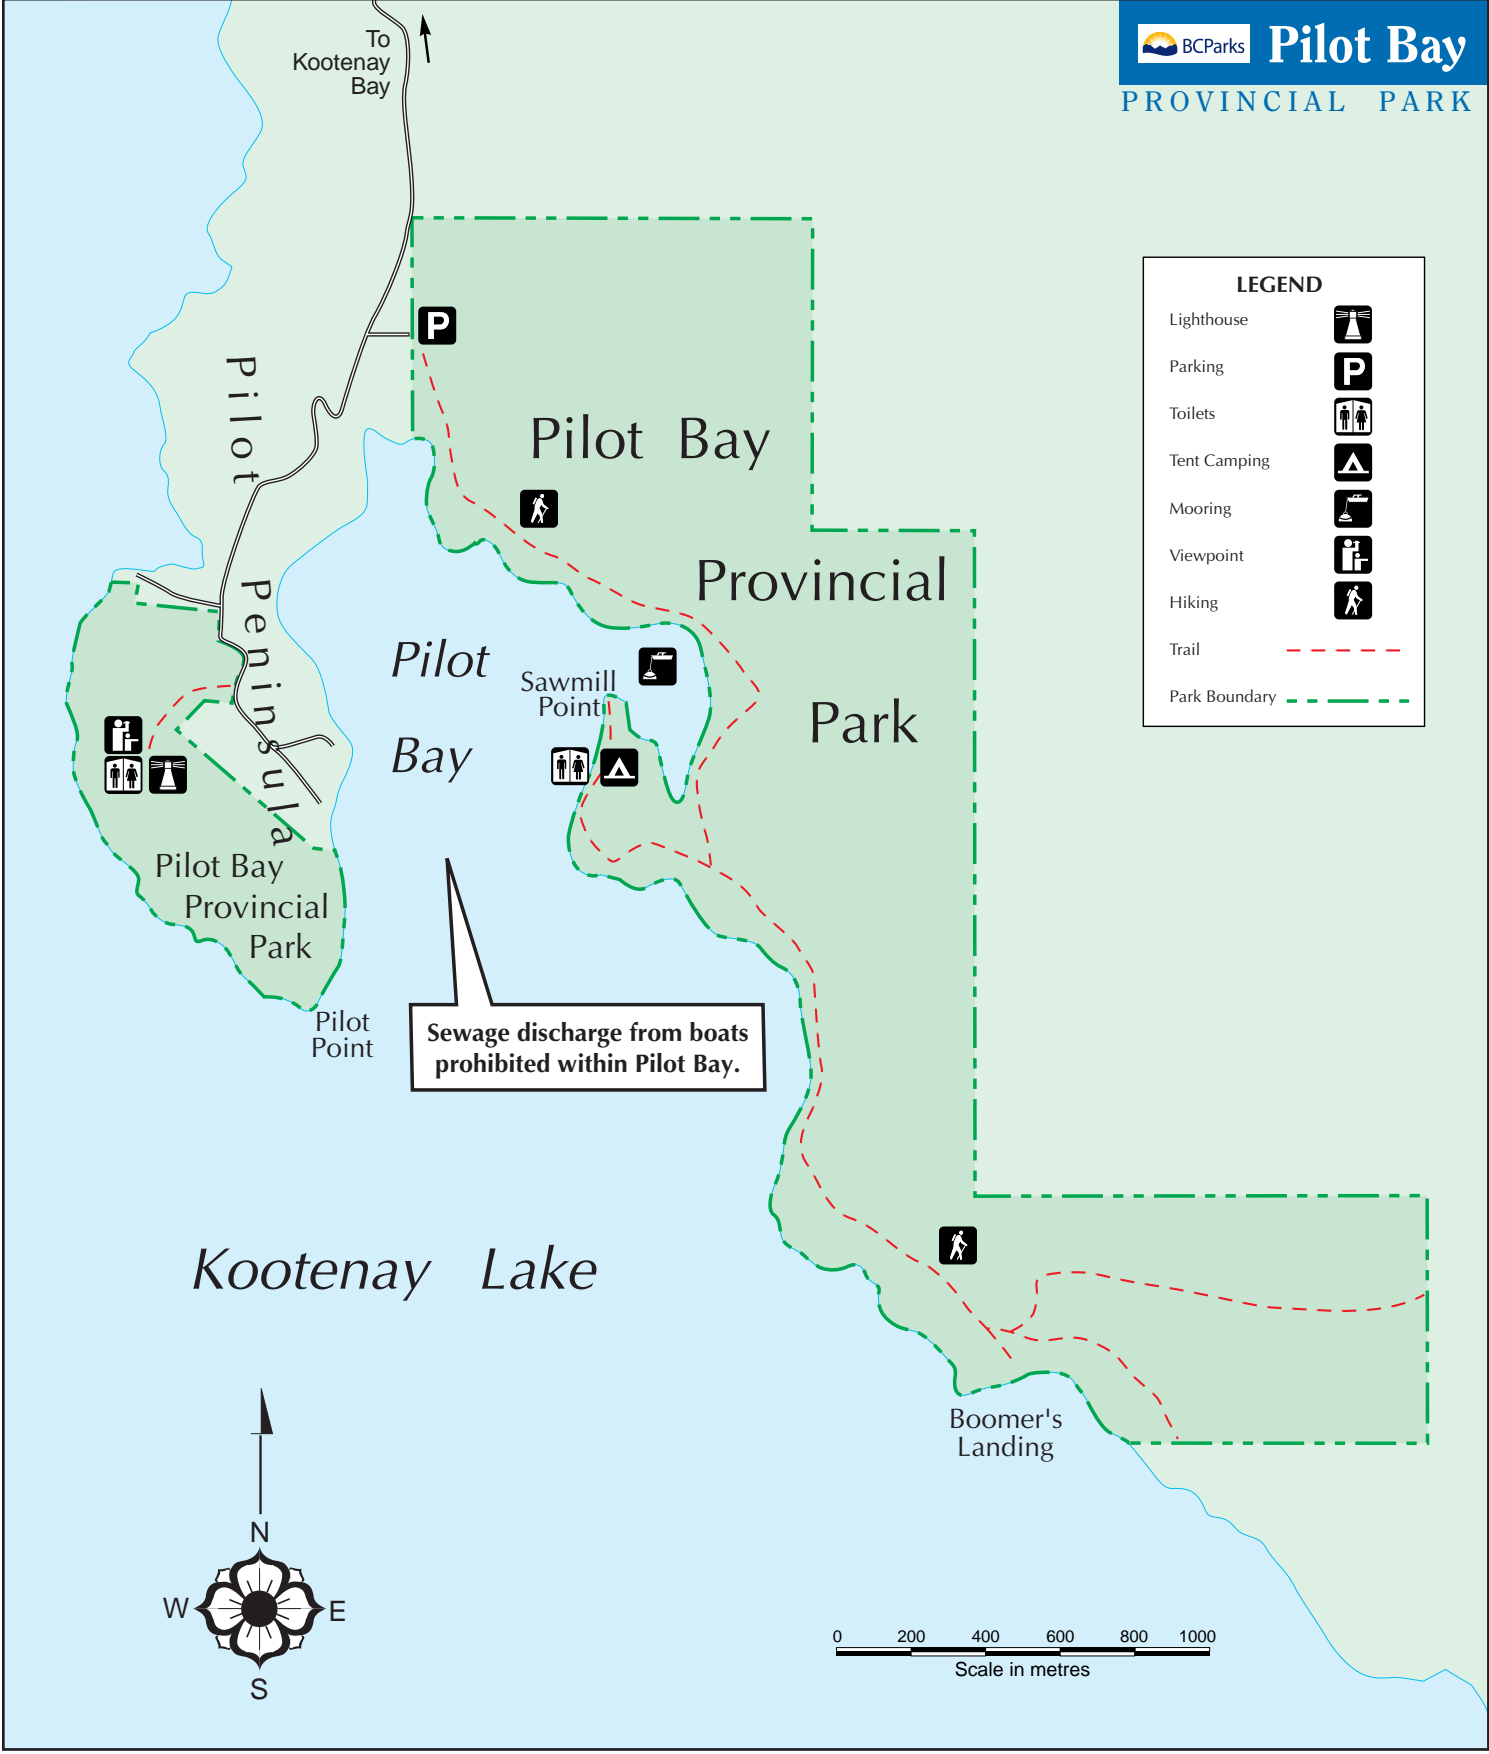 To
Kootenay
Bay
BCParks
Pilot Bay
PROVINCIAL PARK
LEGEND
Lighthouse
P
Parking
P
Toilets
Tent Camping
Mooring
Viewpoint
Hiking
Trail
Park Boundary
Pilot
Peninsula
Pilot Bay
Provincial
Park
Pilot
Bay
Sawmill
Point
Pilot Bay
Provincial
Park
Pilot
Point
Sewage discharge from boats
prohibited within Pilot Bay.
Kootenay Lake
Boomer's
Landing
N
W
E
S
0 200 400 600 800 1000
Scale in metres